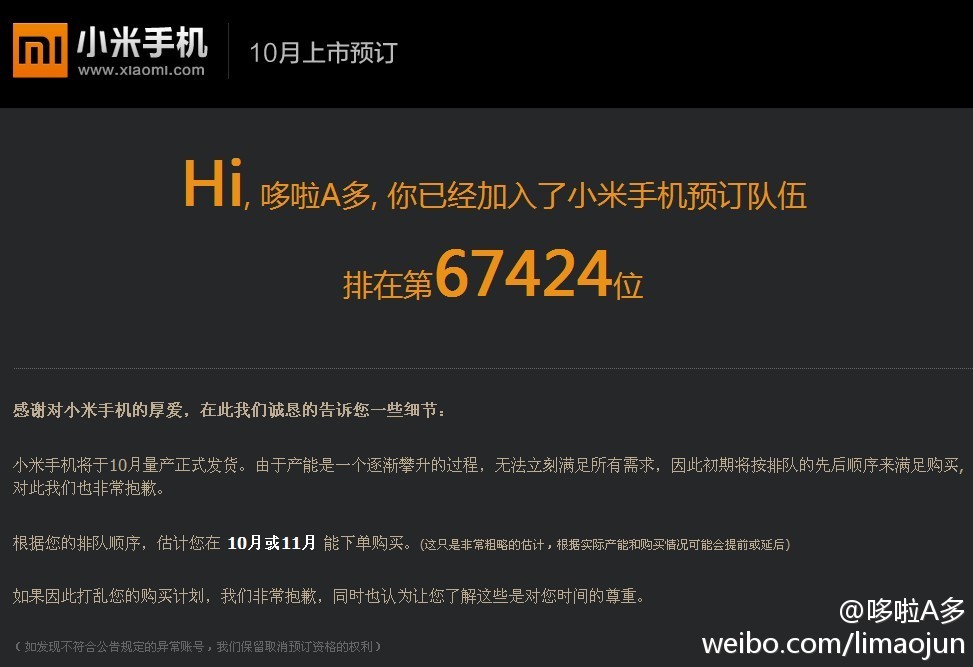 小米手机
www.xiaomi.com
10月上市预订
Hi, 哆啦A多, 你已经加入了小米手机预订队伍
排在第67424位
感谢对小米手机的厚爱，在此我们诚恳的告诉您一些细节：
小米手机将于10月量产正式发货。由于产能是一个逐渐攀升的过程，无法立刻满足所有需求，因此初期将按排队的先后顺序来满足购买，
对此我们也非常抱歉。
根据您的排队顺序，估计您在 10月或11月 能下单购买。(这只是非常粗略的估计，根据实际产能和购买情况可能会提前或延后)
如果因此打乱您的购买计划，我们非常抱歉，同时也认为让您了解这些是对您时间的尊重。
（如发现不符合公告规定的异常账号，我们保留取消预订资格的权利）
@哆啦A多
weibo.com/limaojun